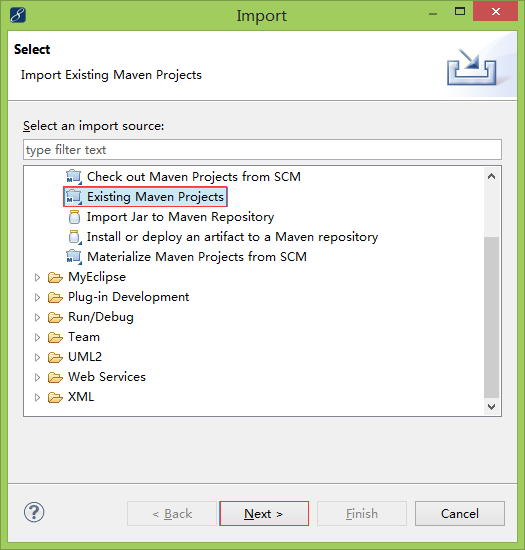 Import
Select
Import Existing Maven Projects
Select an import source:
type filter text
Check out Maven Projects from SCM
Existing Maven Projects
Import Jar to Maven Repository
Install or deploy an artifact to a Maven repository
Materialize Maven Projects from SCM
MyEclipse
Plug-in Development
Run/Debug
Team
UML2
Web Services
XML
? < Back Next > Finish Cancel